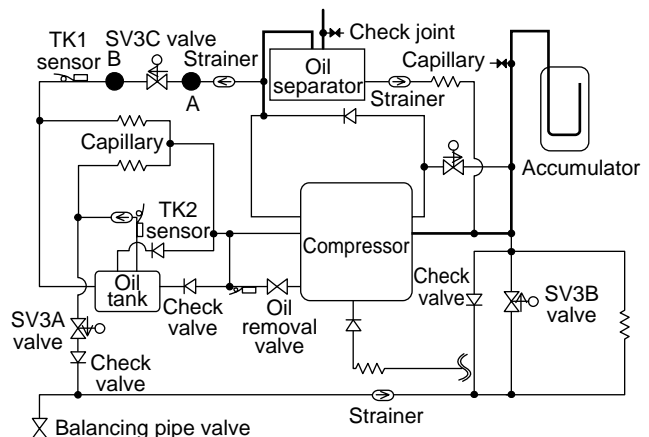 TK1
sensor
B
SV3C valve
Strainer
A
Check joint
Oil
separator
Capillary
Strainer
Accumulator
Capillary
TK2
sensor
Compressor
Oil
tank
Check
valve
Oil
removal
valve
Check
valve
SV3B
valve
SV3A
valve
Check
valve
Strainer
Balancing pipe valve